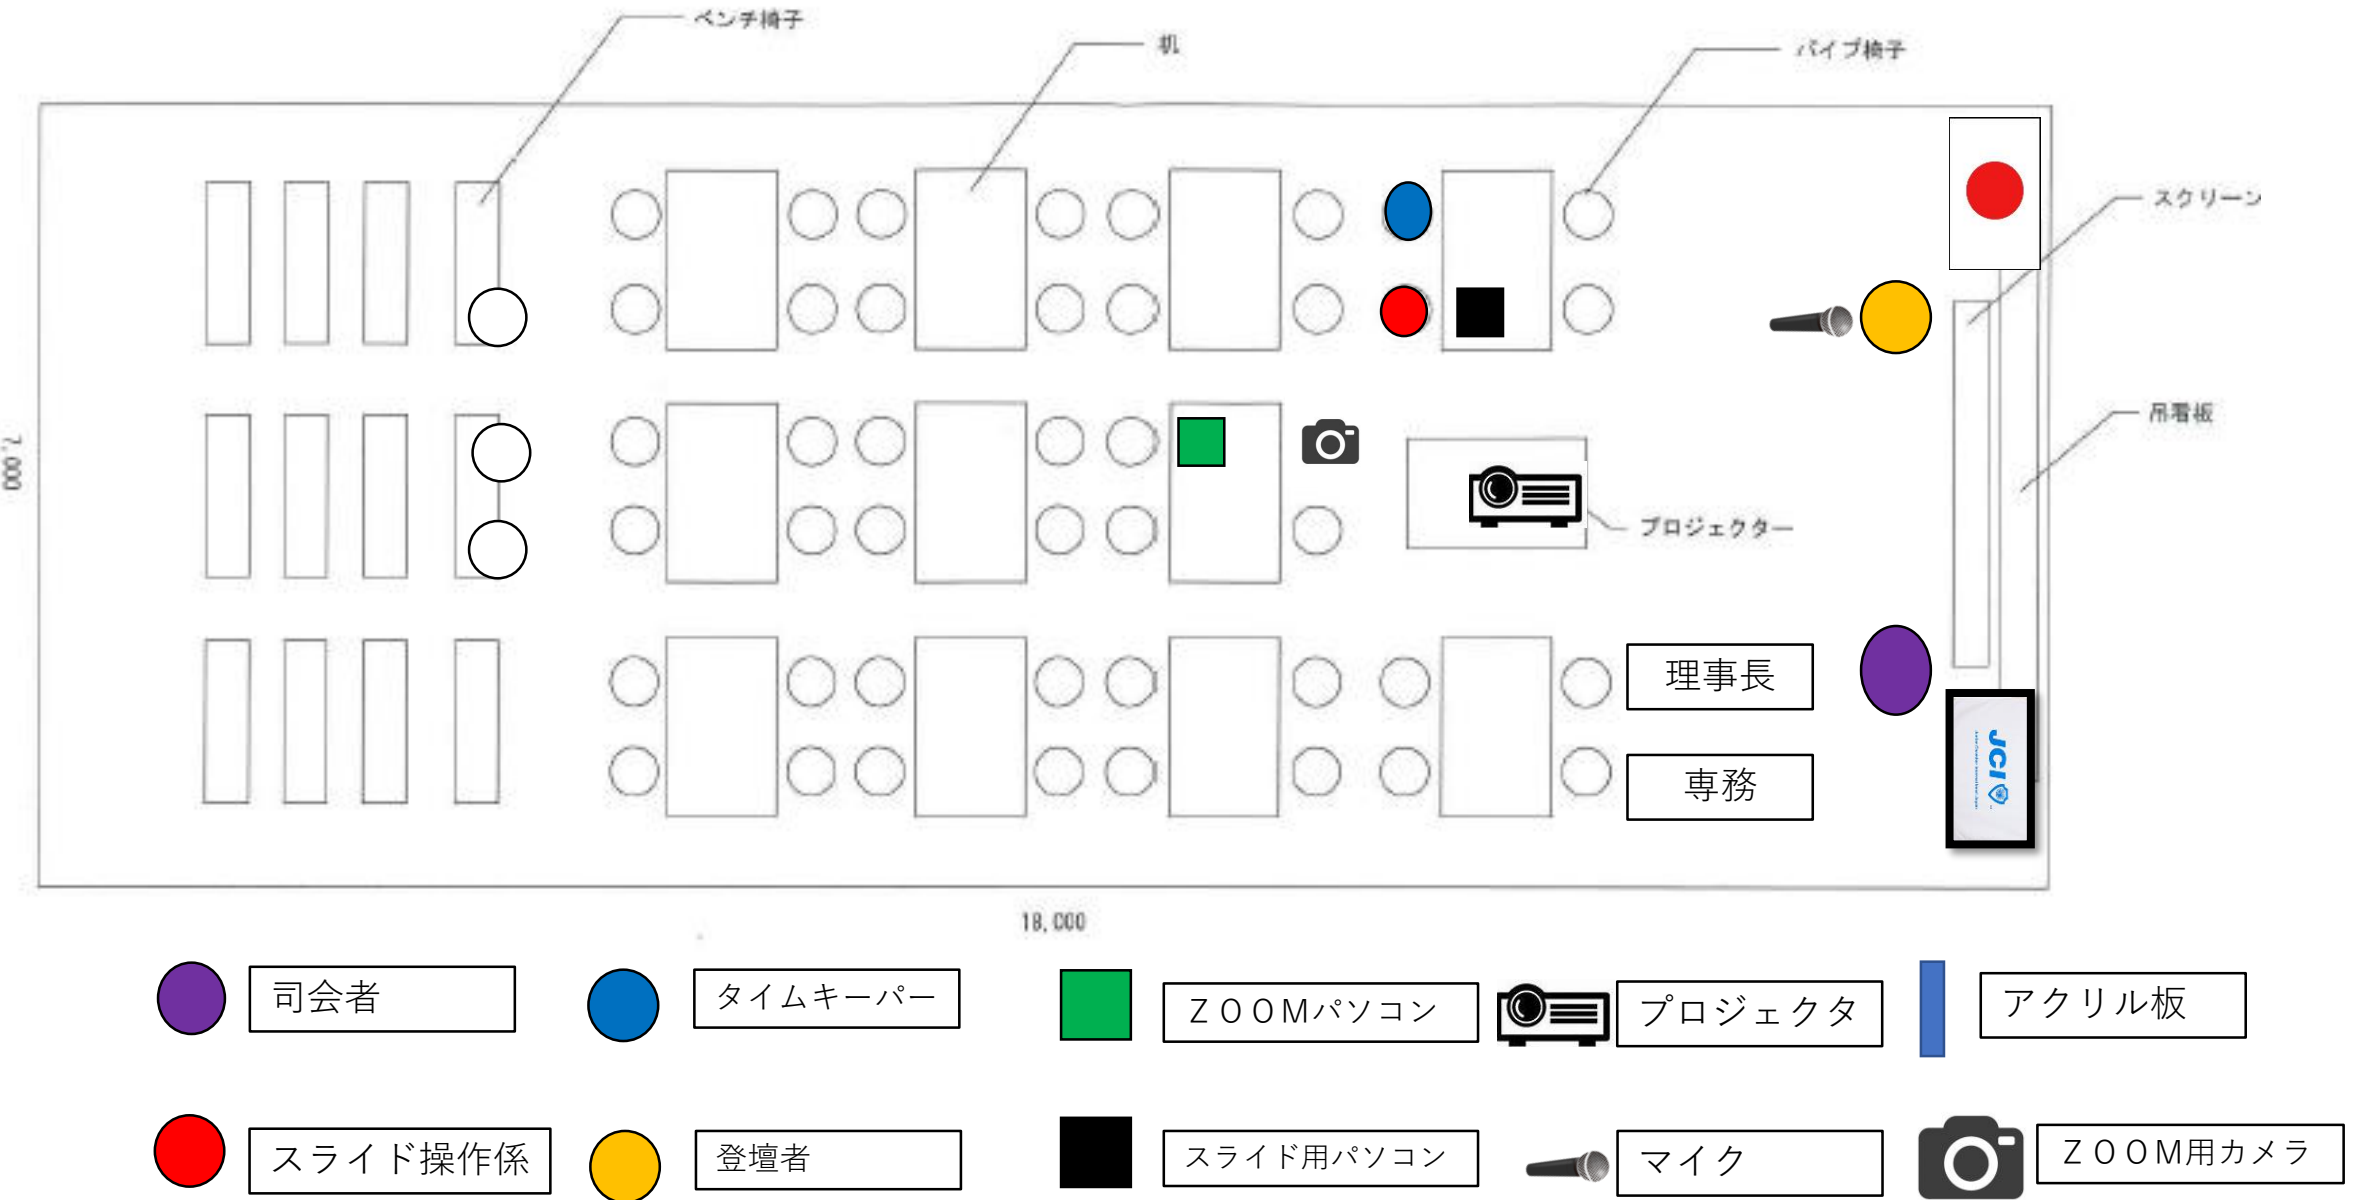 ベンチ椅子
机
パイプ椅子
スクリーン
吊看板
プロジェクター
理事長
専務
JCI
7,000
18,000
司会者
タイムキーパー
ＺＯＯＭパソコン
プロジェクタ
アクリル板
スライド操作係
登壇者
スライド用パソコン
マイク
ＺＯＯＭ用カメラ